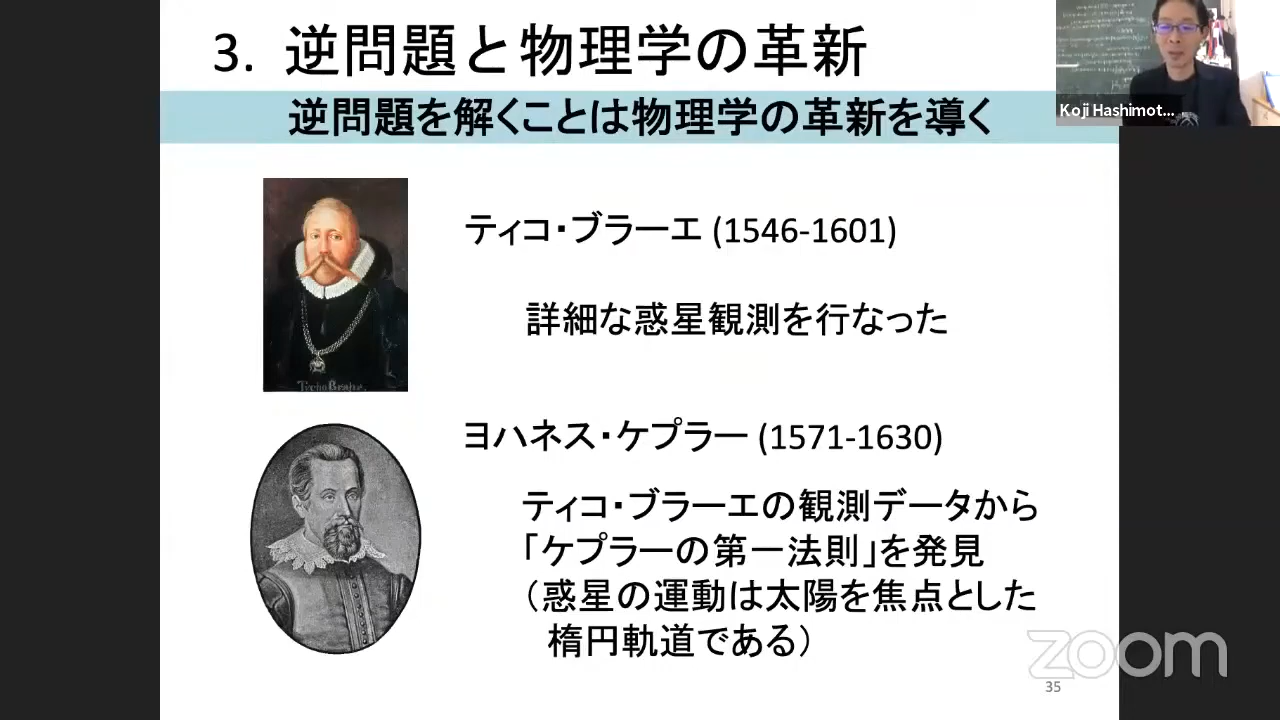 3. 逆問題と物理学の革新
逆問題を解くことは物理学の革新を導く
Koji Hashimot...
ティコ・ブラーエ (1546-1601)
詳細な惑星観測を行なった
Tycho Brahe.
ヨハネス・ケプラー (1571-1630)
ティコ・ブラーエの観測データから
「ケプラーの第一法則」を発見
（惑星の運動は太陽を焦点とした
楕円軌道である）
zoom
35